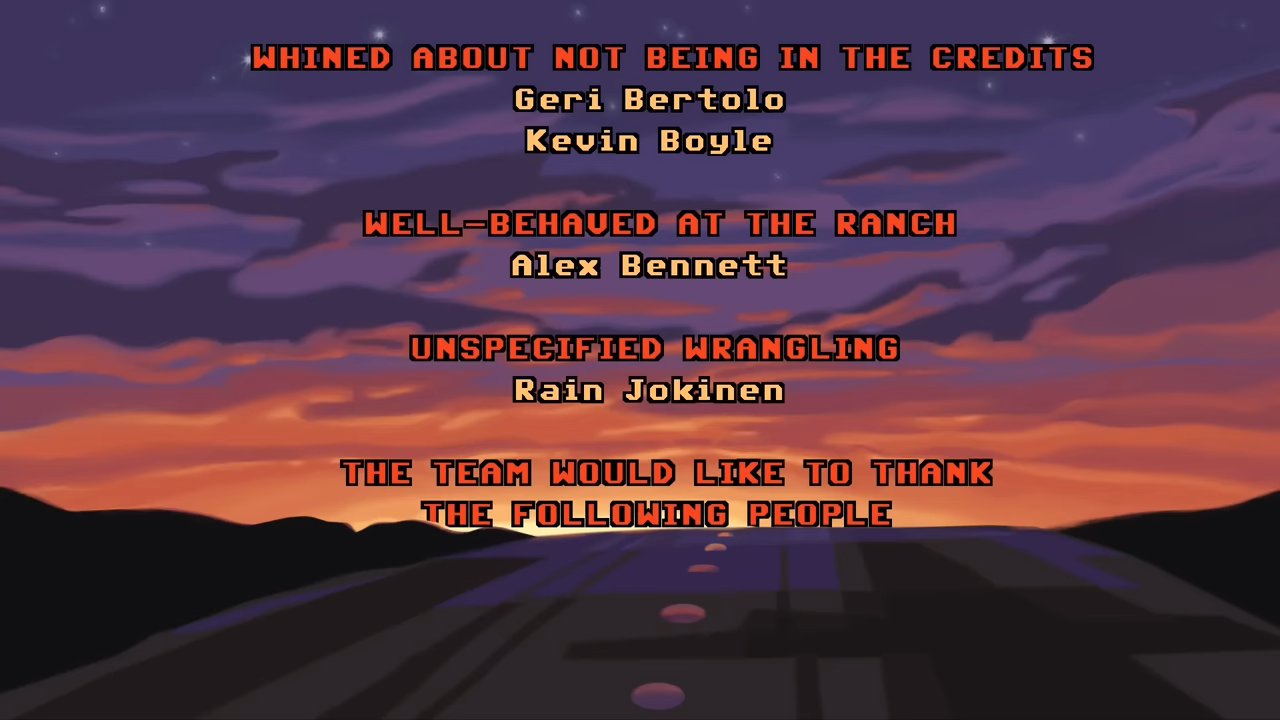 WHINED ABOUT NOT BEING IN THE CREDITS
Geri Bertolo
Kevin Boyle
WELL-BEHAVED AT THE RANCH
Alex Bennett
UNSPECIFIED WRANGLING
Rain Jokinen
THE TEAM WOULD LIKE TO THANK
THE FOLLOWING PEOPLE